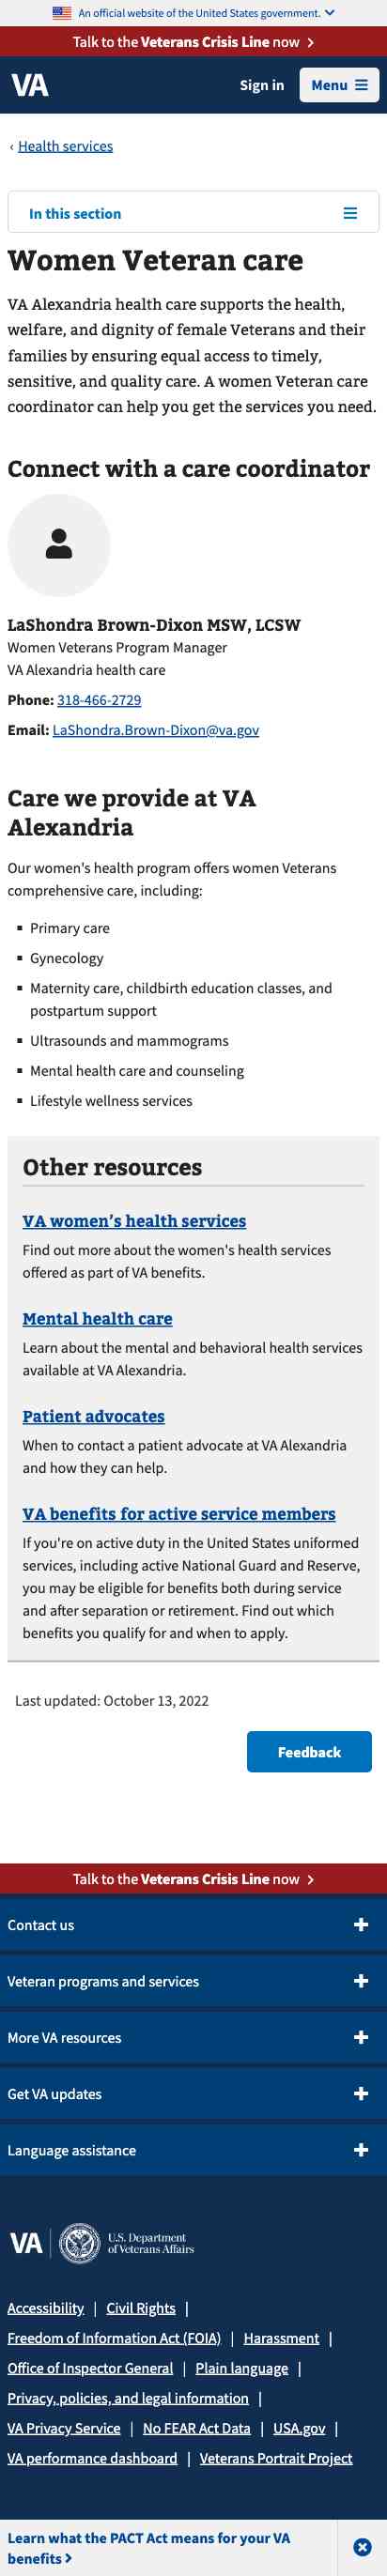 An official website of the United States government.
Talk to the Veterans Crisis Line now
VA
Sign in
Menu
‹ Health services
In this section
Women Veteran care
VA Alexandria health care supports the health,
welfare, and dignity of female Veterans and their
families by ensuring equal access to timely,
sensitive, and quality care. A women Veteran care
coordinator can help you get the services you need.
Connect with a care coordinator
LaShondra Brown-Dixon MSW, LCSW
Women Veterans Program Manager
VA Alexandria health care
Phone: 318-466-2729
Email: LaShondra.Brown-Dixon@va.gov
Care we provide at VA
Alexandria
Our women's health program offers women Veterans
comprehensive care, including:
▪ Primary care
▪ Gynecology
▪ Maternity care, childbirth education classes, and
postpartum support
▪ Ultrasounds and mammograms
▪ Mental health care and counseling
▪ Lifestyle wellness services
Other resources
VA women’s health services
Find out more about the women's health services
offered as part of VA benefits.
Mental health care
Learn about the mental and behavioral health services
available at VA Alexandria.
Patient advocates
When to contact a patient advocate at VA Alexandria
and how they can help.
VA benefits for active service members
If you're on active duty in the United States uniformed
services, including active National Guard and Reserve,
you may be eligible for benefits both during service
and after separation or retirement. Find out which
benefits you qualify for and when to apply.
Last updated: October 13, 2022
Feedback
Talk to the Veterans Crisis Line now
Contact us
Veteran programs and services
More VA resources
Get VA updates
Language assistance
VA | U.S. Department
of Veterans Affairs
Accessibility | Civil Rights |
Freedom of Information Act (FOIA) | Harassment |
Office of Inspector General | Plain language |
Privacy, policies, and legal information |
VA Privacy Service | No FEAR Act Data | USA.gov |
VA performance dashboard | Veterans Portrait Project
Learn what the PACT Act means for your VA
benefits